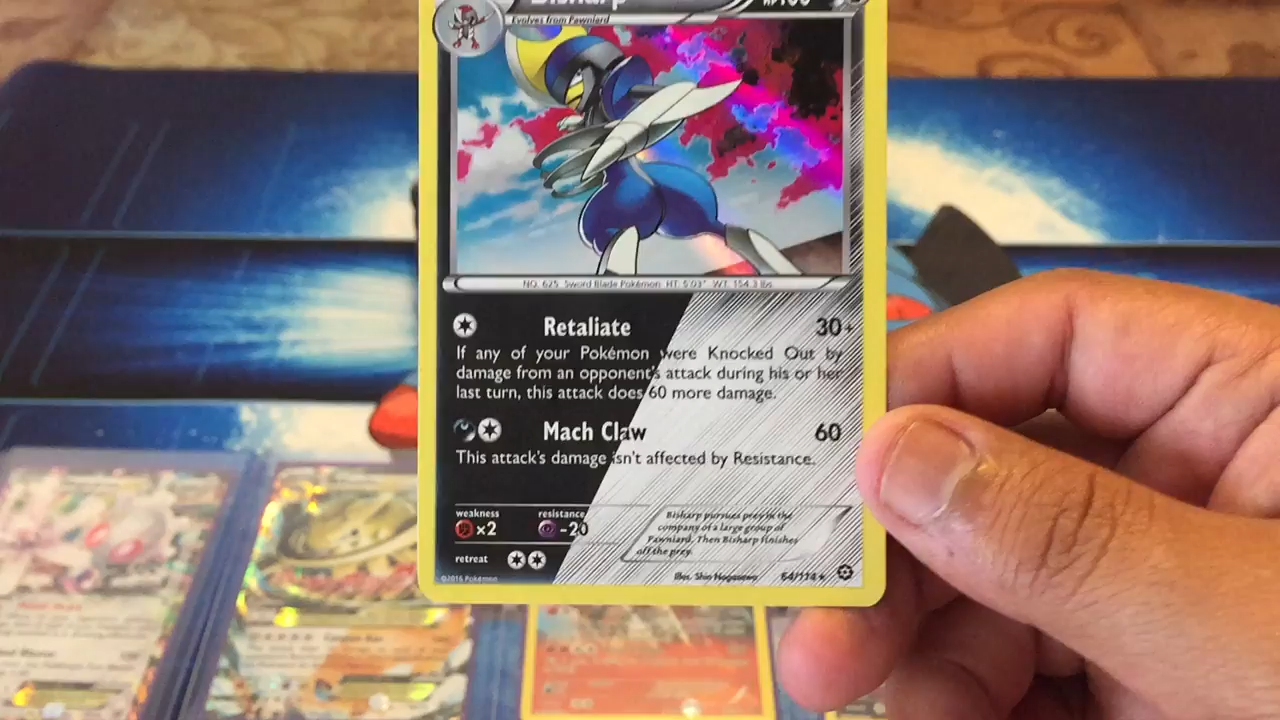 Bisharp
Evolves from Pawniard
NO. 625 Sword Blade Pokémon HT: 5'03" WT: 154.3 lbs
Retaliate 30+
If any of your Pokémon were Knocked Out by
damage from an opponent's attack during his or her
last turn, this attack does 60 more damage.
Mach Claw 60
This attack's damage isn't affected by Resistance.
weakness resistance
×2 -20
Bisharp pursues prey in the
company of a large group of
Pawniard. Then Bisharp finishes
off the prey.
retreat
©2016 Pokémon Illus. Shin Nagasawa 64/114 ★